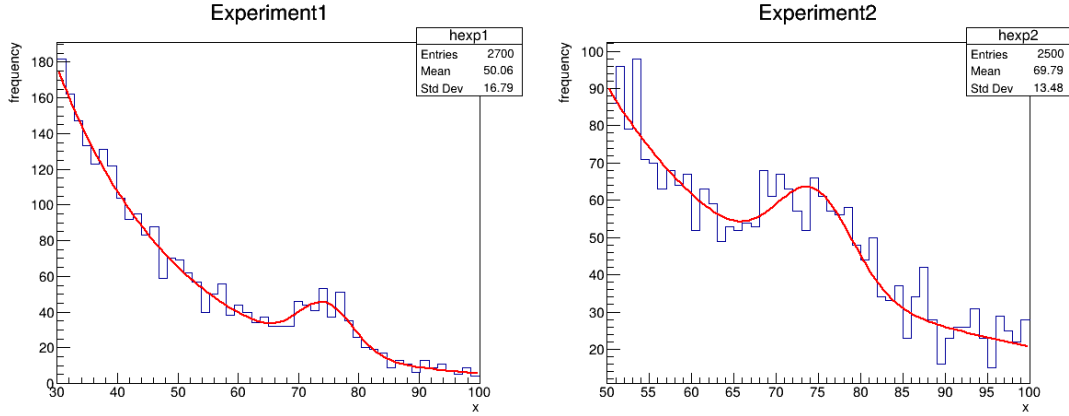 Experiment1
hexp1
Entries 2700
Mean 50.06
Std Dev 16.79
frequency
180
160
140
120
100
80
60
40
20
0
30 40 50 60 70 80 90 100
x
Experiment2
hexp2
Entries 2500
Mean 69.79
Std Dev 13.48
frequency
100
90
80
70
60
50
40
30
20
50 55 60 65 70 75 80 85 90 95 100
x